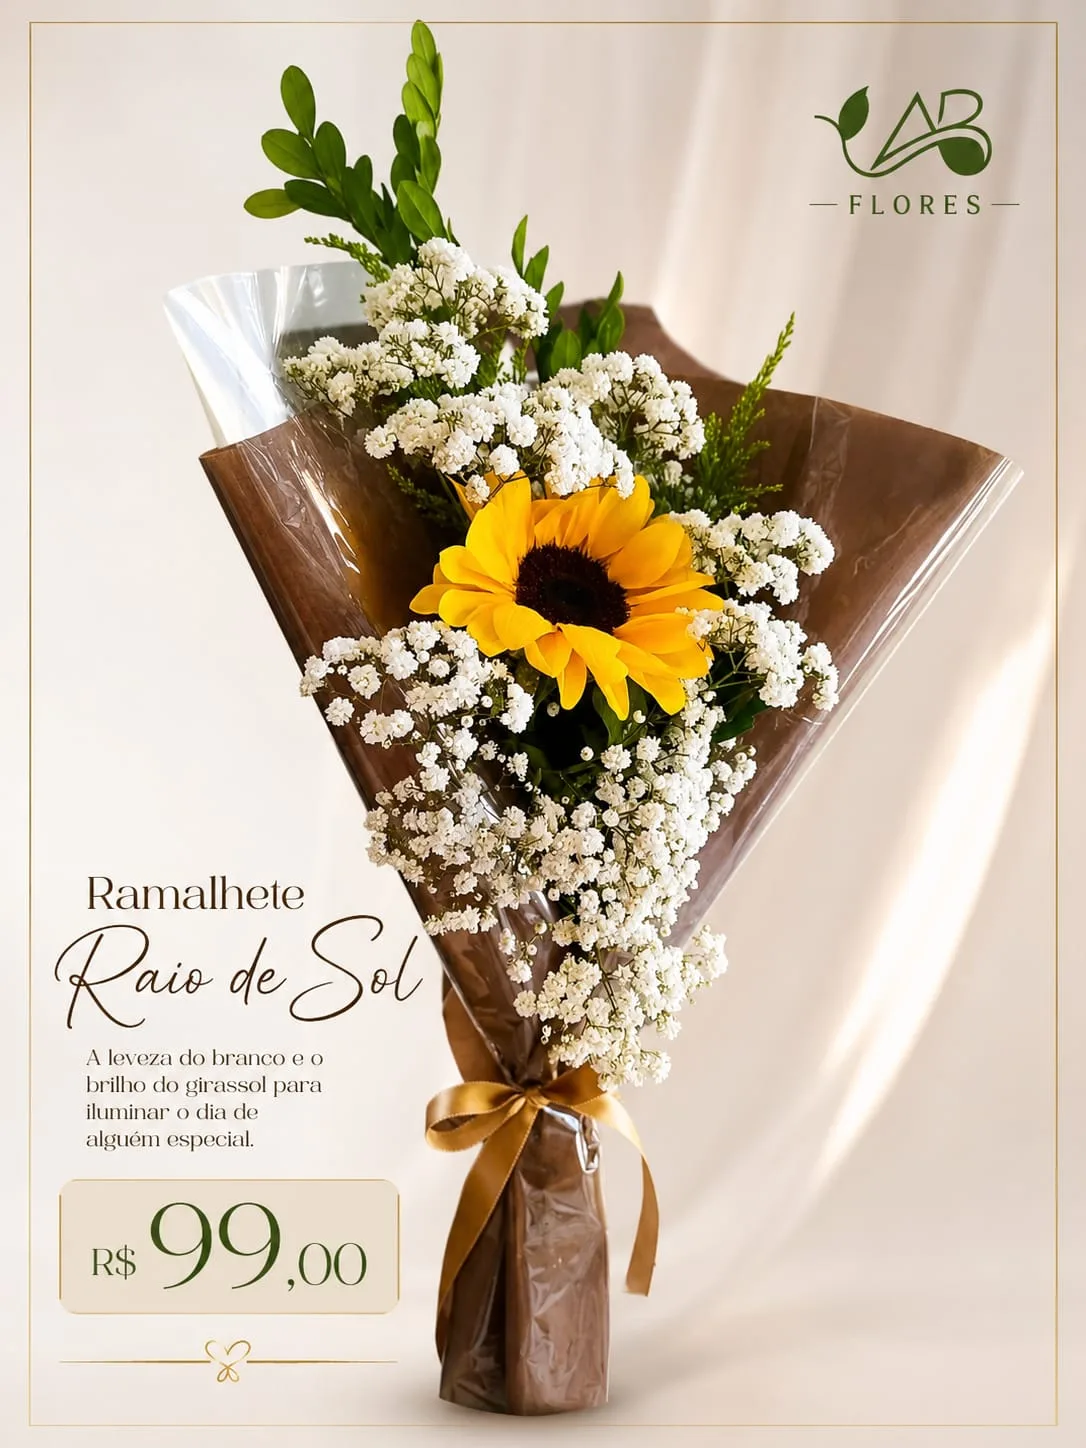 AB
FLORES
Ramalhete
Raio de Sol
A leveza do branco e o
brilho do girassol para
iluminar o dia de
alguém especial.
R$ 99,00